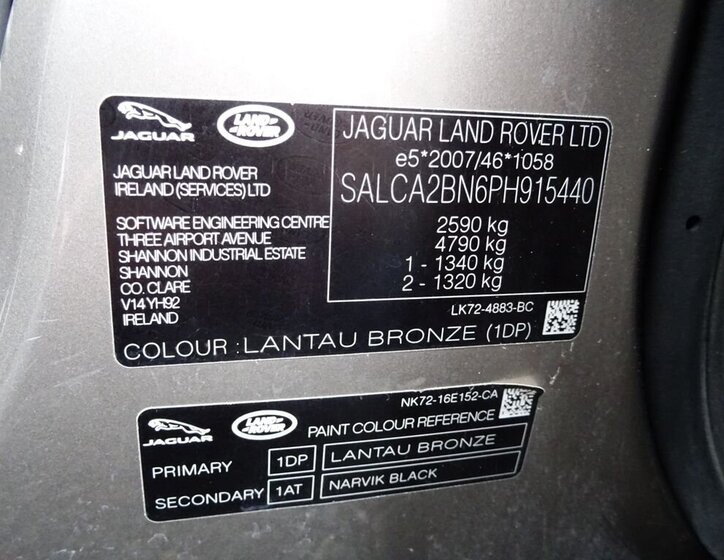 JAGUAR
LAND ROVER
JAGUAR LAND ROVER
IRELAND (SERVICES) LTD
SOFTWARE ENGINEERING CENTRE
THREE AIRPORT AVENUE
SHANNON INDUSTRIAL ESTATE
SHANNON
CO. CLARE
V14 YH92
IRELAND
JAGUAR LAND ROVER LTD
e5*2007/46*1058
SALCA2BN6PH915440
2590 kg
4790 kg
1 - 1340 kg
2 - 1320 kg
LK72-4883-BC
COLOUR : LANTAU BRONZE (1DP)
NK72-16E152-CA
JAGUAR
LAND ROVER
PAINT COLOUR REFERENCE
PRIMARY 1DP LANTAU BRONZE
SECONDARY 1AT NARVIK BLACK